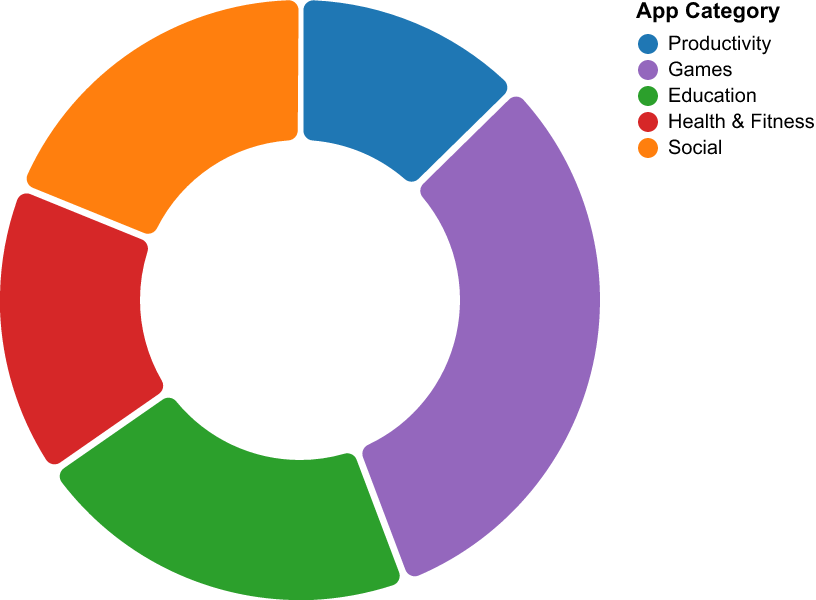 App Category
Productivity
Games
Education
Health & Fitness
Social